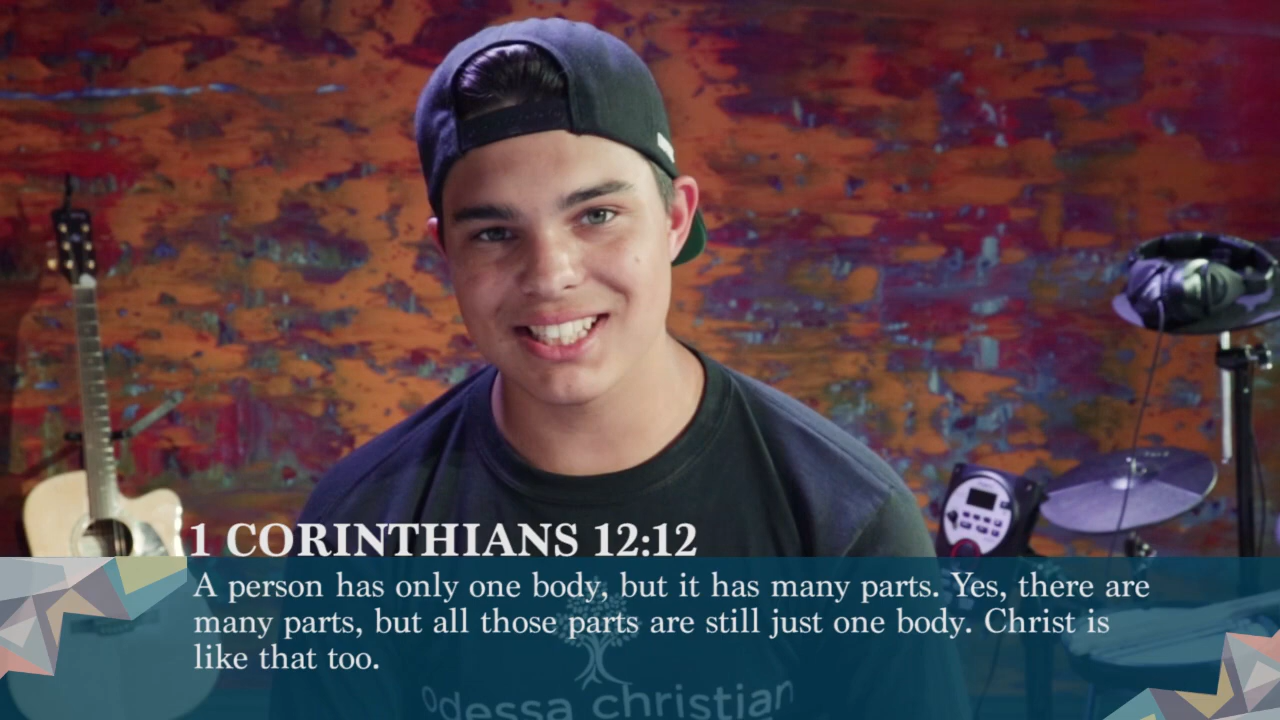 1 CORINTHIANS 12:12
A person has only one body, but it has many parts. Yes, there are
many parts, but all those parts are still just one body. Christ is
like that too.
odessa christian